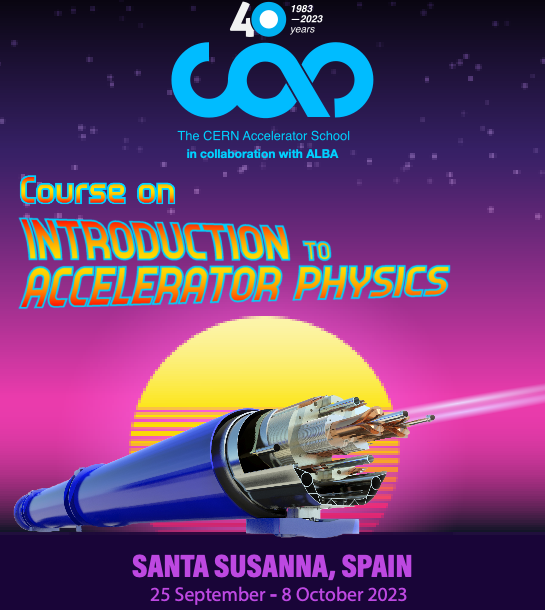 40 1983
—2023
years
CAS
The CERN Accelerator School
in collaboration with ALBA
Course on
INTRODUCTION TO
ACCELERATOR PHYSICS
SANTA SUSANNA, SPAIN
25 September - 8 October 2023